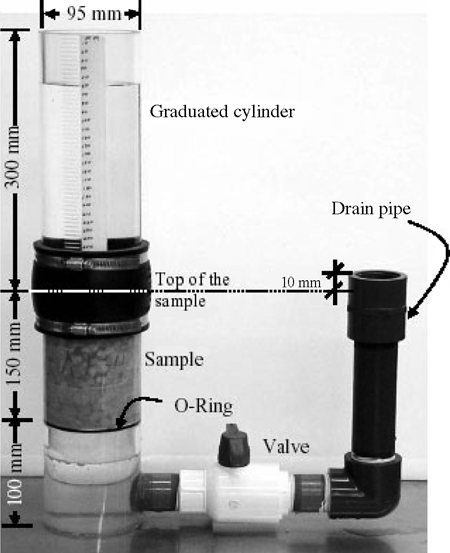 95 mm
300 mm
Graduated cylinder
Drain pipe
Top of the
sample
10 mm
150 mm
Sample
O-Ring
Valve
100 mm